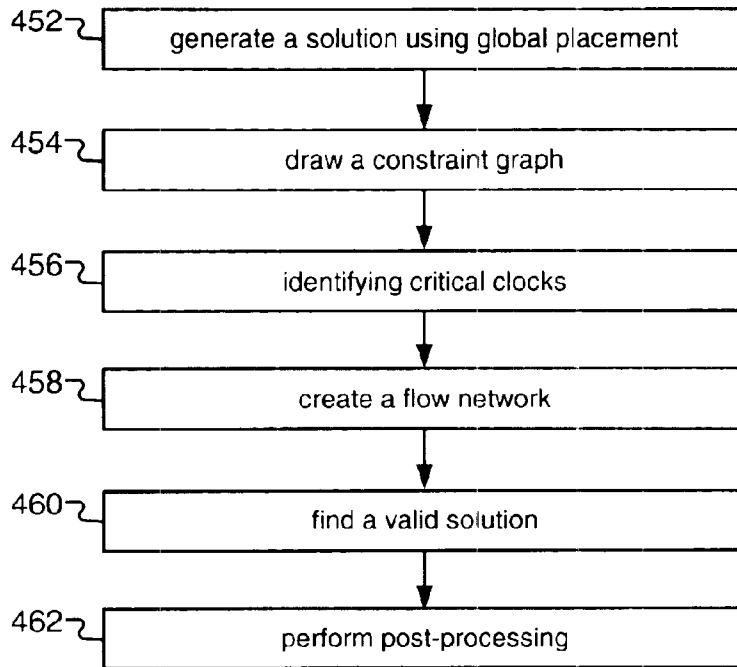 452 generate a solution using global placement
454 draw a constraint graph
456 identifying critical clocks
458 create a flow network
460 find a valid solution
462 perform post-processing